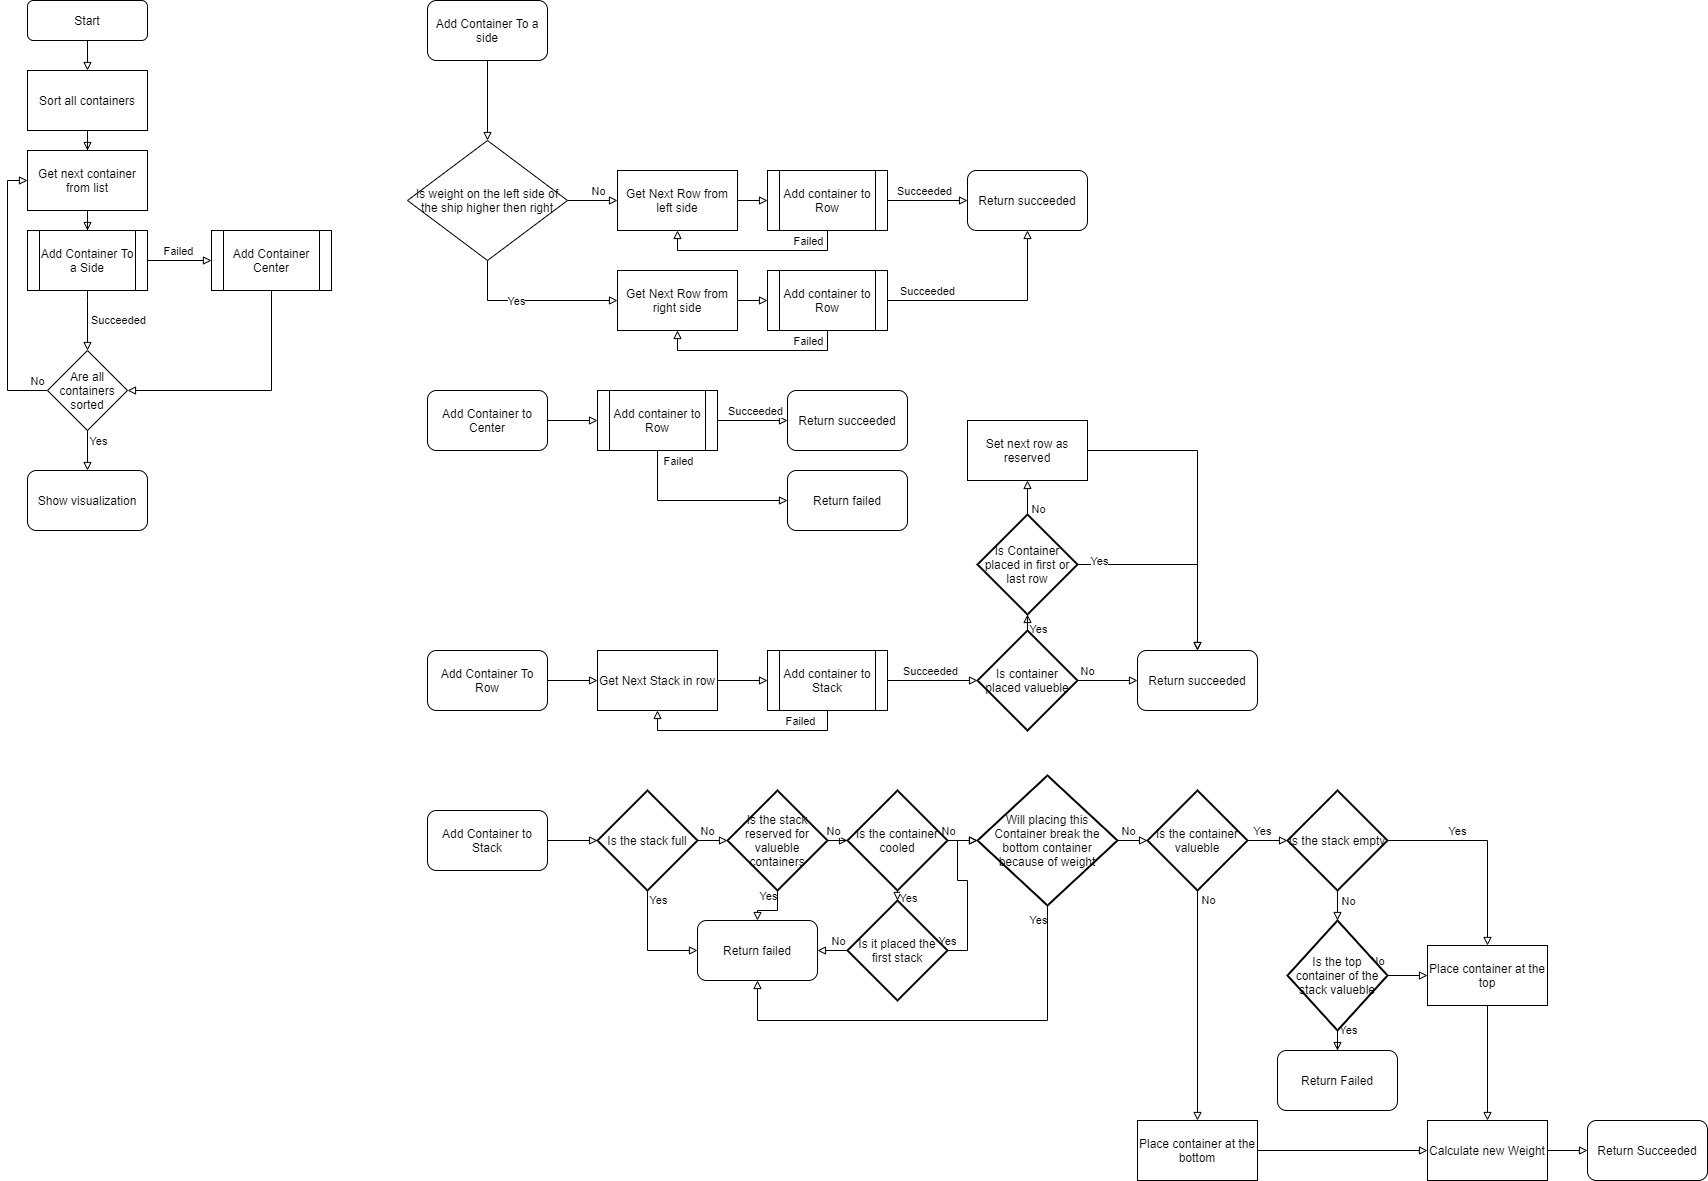 Start
Sort all containers
Get next container
from list
Add Container To
a Side
Failed
Add Container
Center
Succeeded
Are all
containers
sorted
No
Yes
Show visualization
Add Container To a
side
Is weight on the left side of
the ship higher then right
No
Get Next Row from
left side
Add container to
Row
Succeeded
Return succeeded
Failed
Yes
Get Next Row from
right side
Add container to
Row
Succeeded
Failed
Add Container to
Center
Add container to
Row
Succeeded
Return succeeded
Failed
Return failed
Set next row as
reserved
No
Is Container
placed in first or
last row
Yes
Yes
Add Container To
Row
Get Next Stack in row
Add container to
Stack
Succeeded
Is container
placed valueble
No
Return succeeded
Failed
Add Container to
Stack
Is the stack full
No
Is the stack
reserved for
valueble
containers
No
Is the container
cooled
No
Will placing this
Container break the
bottom container
because of weight
No
Is the container
valueble
Yes
Is the stack empty
Yes
Yes
Yes
Yes
Yes
No
No
Return failed
No
Is it placed the
first stack
Yes
Is the top
container of the
stack valueble
No
Place container at the
top
Yes
Return Failed
Place container at the
bottom
Calculate new Weight
Return Succeeded